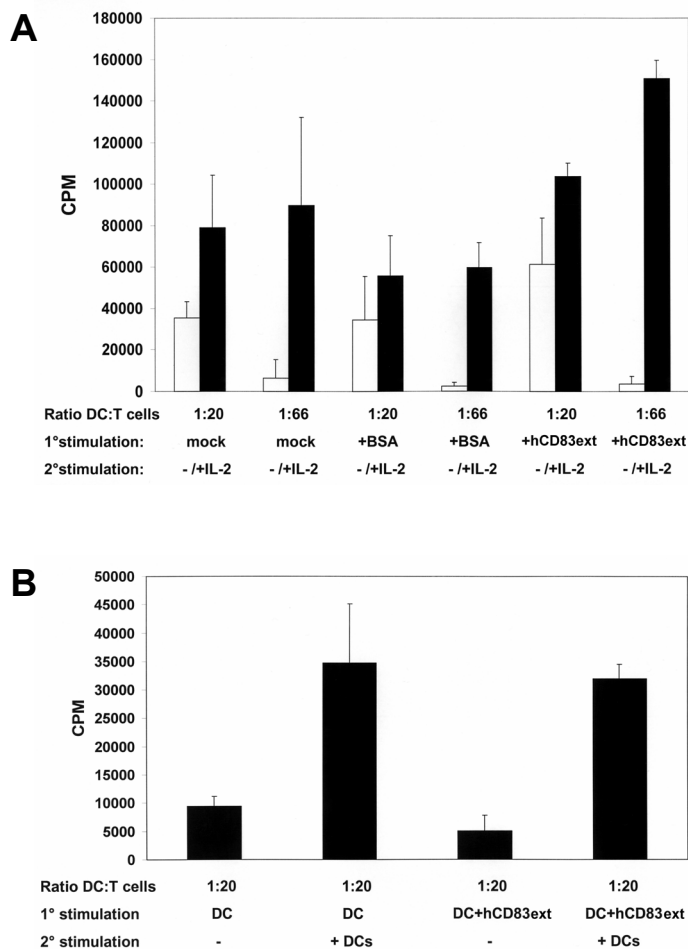 A
180000
160000
140000
120000
100000
80000
60000
40000
20000
0
CPM
Ratio DC:T cells 1:20 1:66 1:20 1:66 1:20 1:66
1°stimulation: mock mock +BSA +BSA +hCD83ext +hCD83ext
2°stimulation: - /+IL-2 - /+IL-2 - /+IL-2 - /+IL-2 - /+IL-2 - /+IL-2
B
50000
45000
40000
35000
30000
25000
20000
15000
10000
5000
0
CPM
Ratio DC:T cells 1:20 1:20 1:20 1:20
1° stimulation DC DC DC+hCD83ext DC+hCD83ext
2° stimulation - + DCs - + DCs